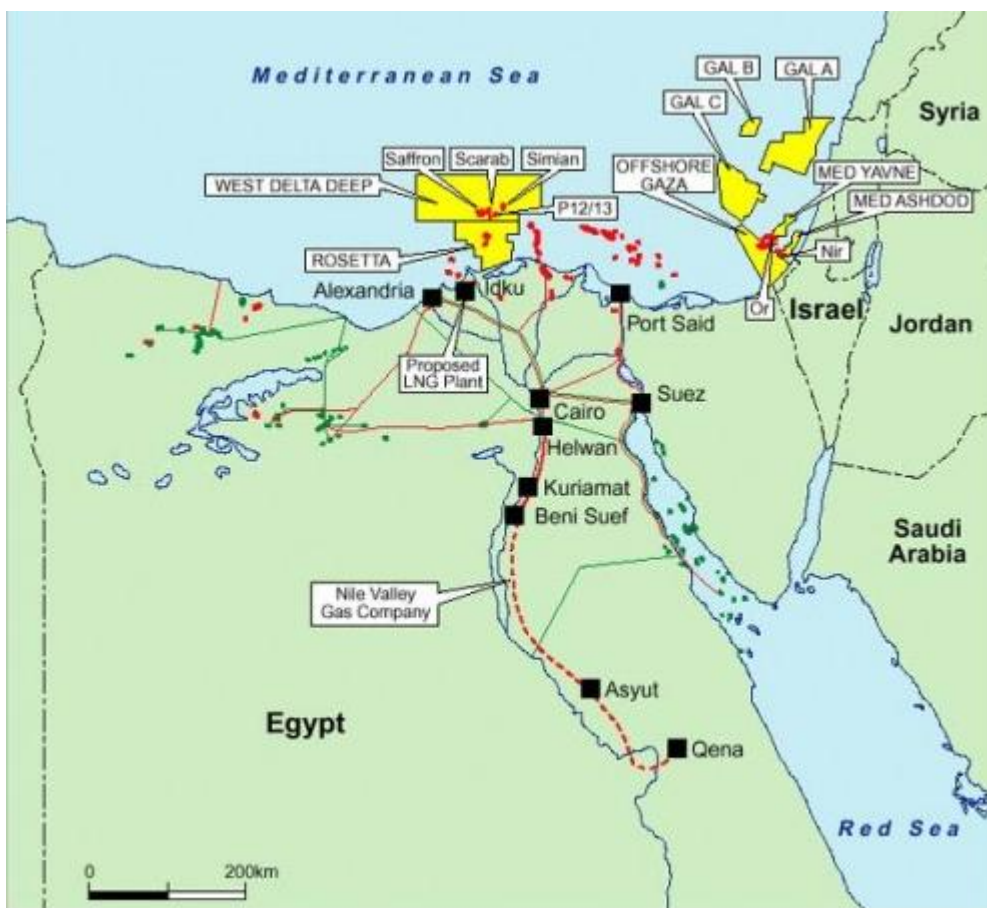 Mediterranean Sea
GAL B
GAL A
GAL C
Syria
Saffron
Scarab
Simian
OFFSHORE
GAZA
MED YAVNE
WEST DELTA DEEP
MED ASHDOD
P12/13
Nir
ROSETTA
Idku
Alexandria
Or
Israel
Port Said
Jordan
Proposed
LNG Plant
Cairo
Suez
Helwan
Kuriamat
Beni Suef
Saudi
Arabia
Nile Valley
Gas Company
Asyut
Egypt
Qena
Red Sea
0
200km